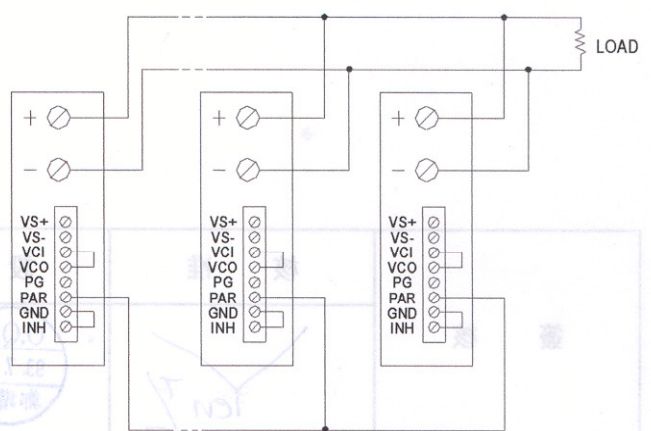 LOAD
+
+
+
-
-
-
VS+
VS-
VCI
VCO
PG
PAR
GND
INH
VS+
VS-
VCI
VCO
PG
PAR
GND
INH
VS+
VS-
VCI
VCO
PG
PAR
GND
INH